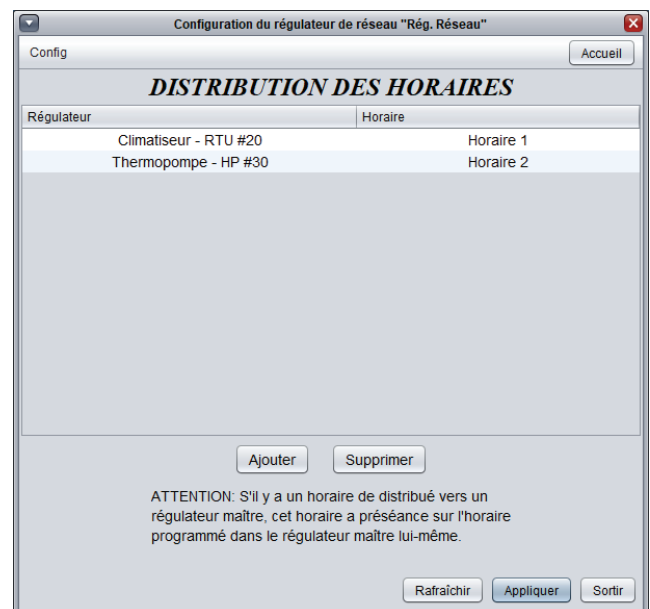 Configuration du régulateur de réseau "Rég. Réseau"
Config
Accueil
DISTRIBUTION DES HORAIRES
Régulateur Horaire
Climatiseur - RTU #20 Horaire 1
Thermopompe - HP #30 Horaire 2
Ajouter Supprimer
ATTENTION: S'il y a un horaire de distribué vers un
régulateur maître, cet horaire a préséance sur l'horaire
programmé dans le régulateur maître lui-même.
Rafraîchir Appliquer Sortir